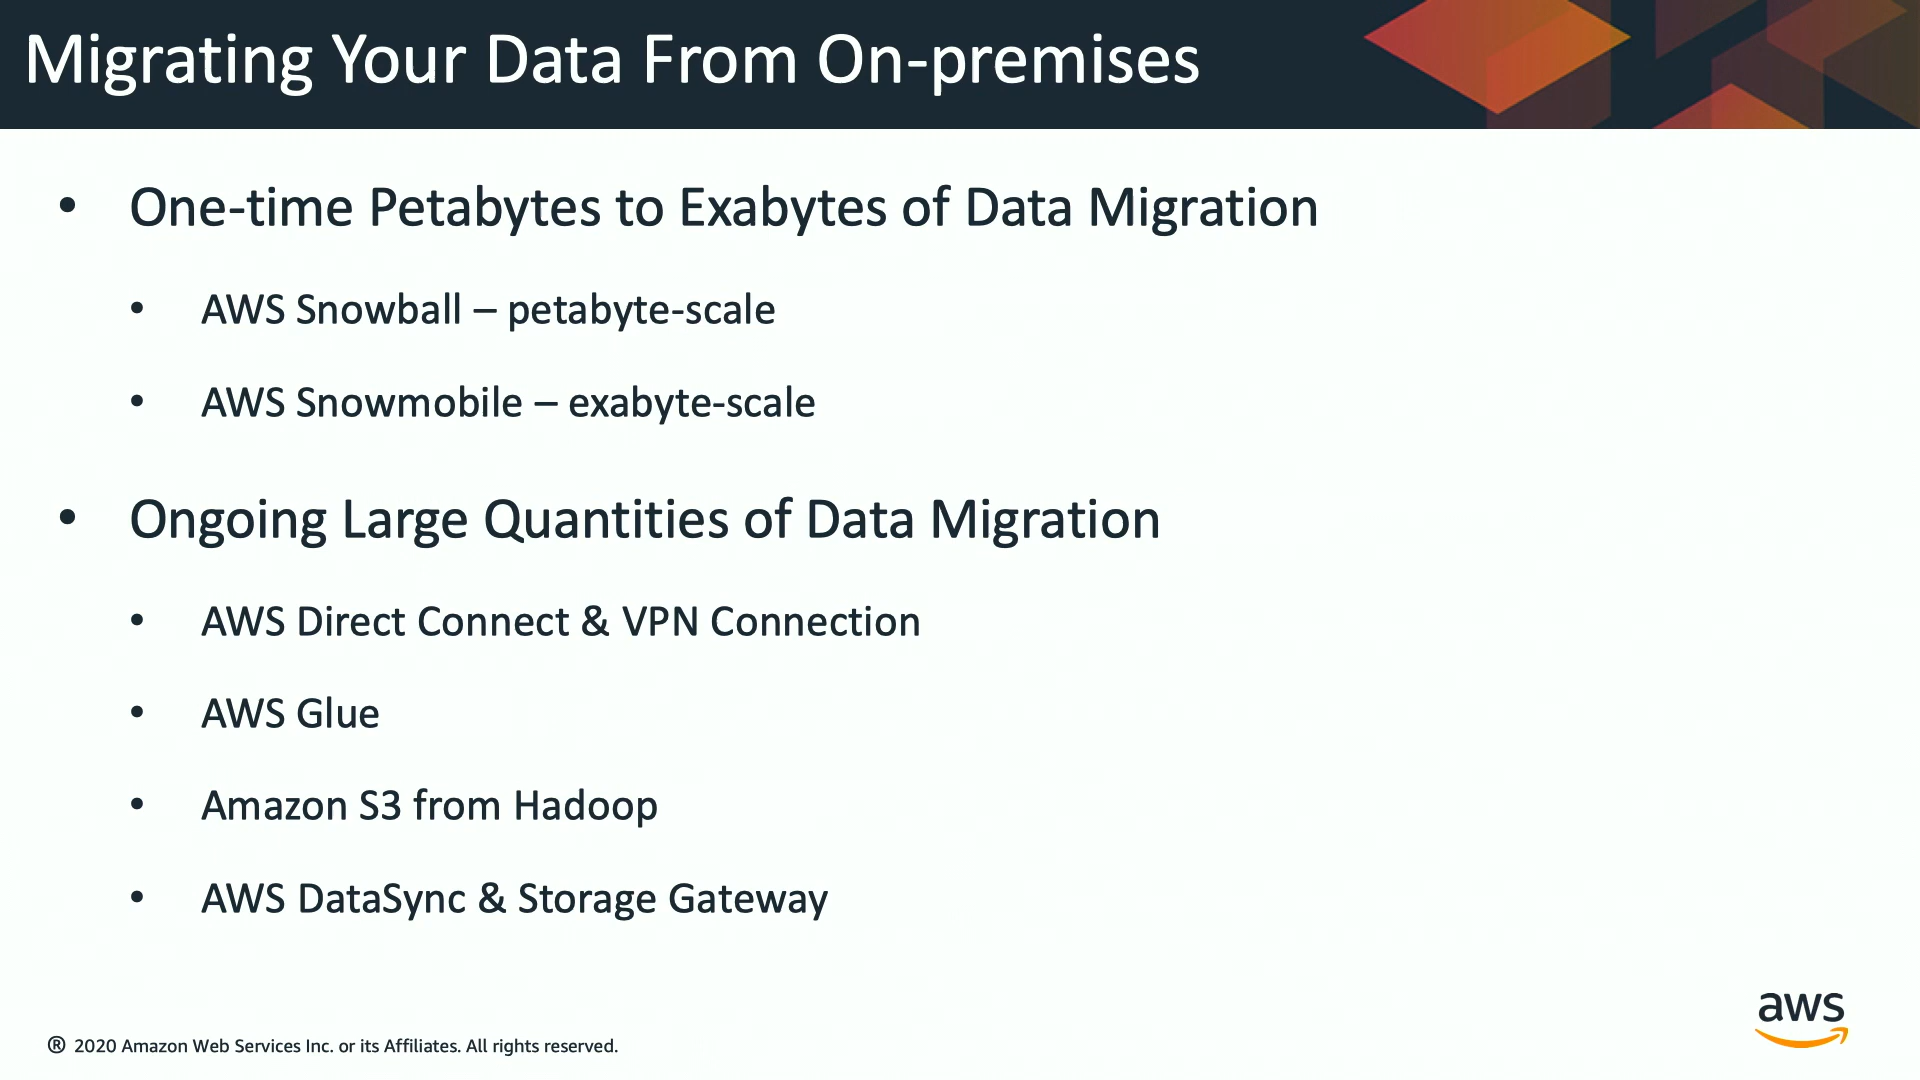 Migrating Your Data From On-premises
• One-time Petabytes to Exabytes of Data Migration
• AWS Snowball – petabyte-scale
• AWS Snowmobile – exabyte-scale
• Ongoing Large Quantities of Data Migration
• AWS Direct Connect & VPN Connection
• AWS Glue
• Amazon S3 from Hadoop
• AWS DataSync & Storage Gateway
aws
® 2020 Amazon Web Services Inc. or its Affiliates. All rights reserved.